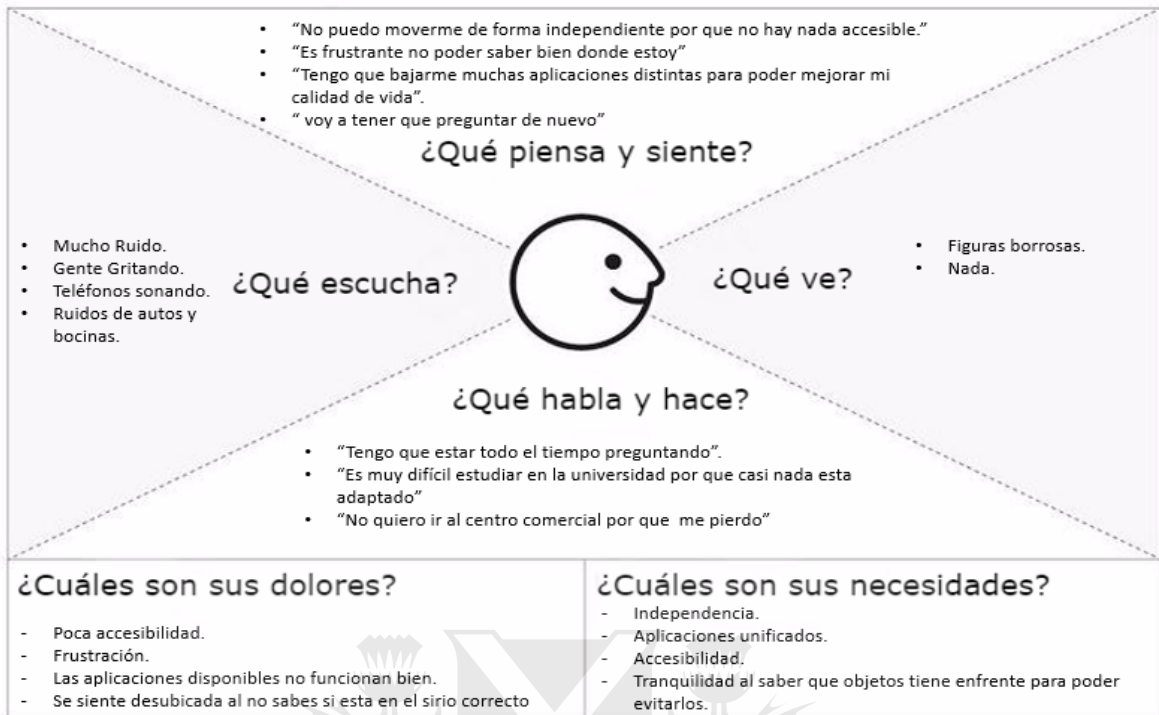 • “No puedo moverme de forma independiente por que no hay nada accesible.”
• “Es frustrante no poder saber bien donde estoy”
• “Tengo que bajarme muchas aplicaciones distintas para poder mejorar mi
calidad de vida”.
• “ voy a tener que preguntar de nuevo”
¿Qué piensa y siente?
• Mucho Ruido.
• Gente Gritando.
• Teléfonos sonando.
• Ruidos de autos y
bocinas.
¿Qué escucha?
¿Qué ve?
• Figuras borrosas.
• Nada.
¿Qué habla y hace?
• “Tengo que estar todo el tiempo preguntando”.
• “Es muy difícil estudiar en la universidad por que casi nada esta
adaptado”
• “No quiero ir al centro comercial por que me pierdo”
¿Cuáles son sus dolores?
- Poca accesibilidad.
- Frustración.
- Las aplicaciones disponibles no funcionan bien.
- Se siente desubicada al no sabes si esta en el sirio correcto
¿Cuáles son sus necesidades?
- Independencia.
- Aplicaciones unificados.
- Accesibilidad.
- Tranquilidad al saber que objetos tiene enfrente para poder
evitarlos.